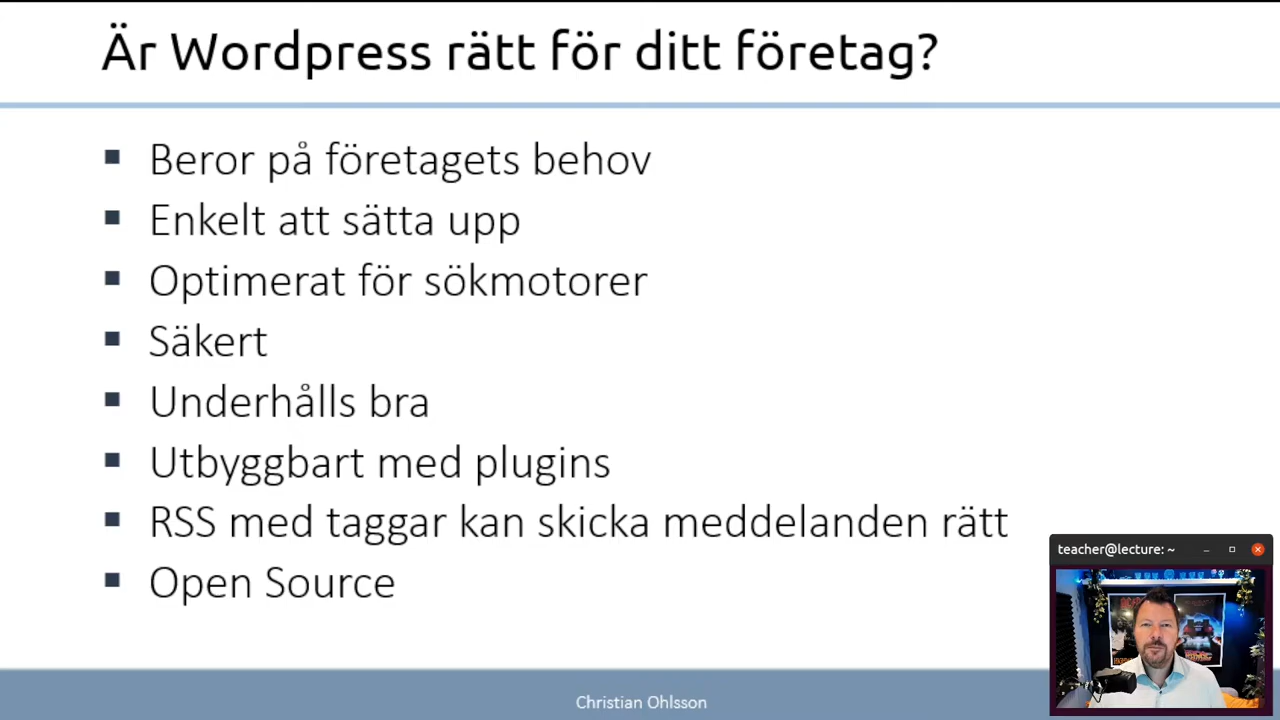 Är Wordpress rätt för ditt företag?
Beror på företagets behov
Enkelt att sätta upp
Optimerat för sökmotorer
Säkert
Underhålls bra
Utbyggbart med plugins
RSS med taggar kan skicka meddelanden rätt
Open Source
teacher@lecture: ~
Christian Ohlsson